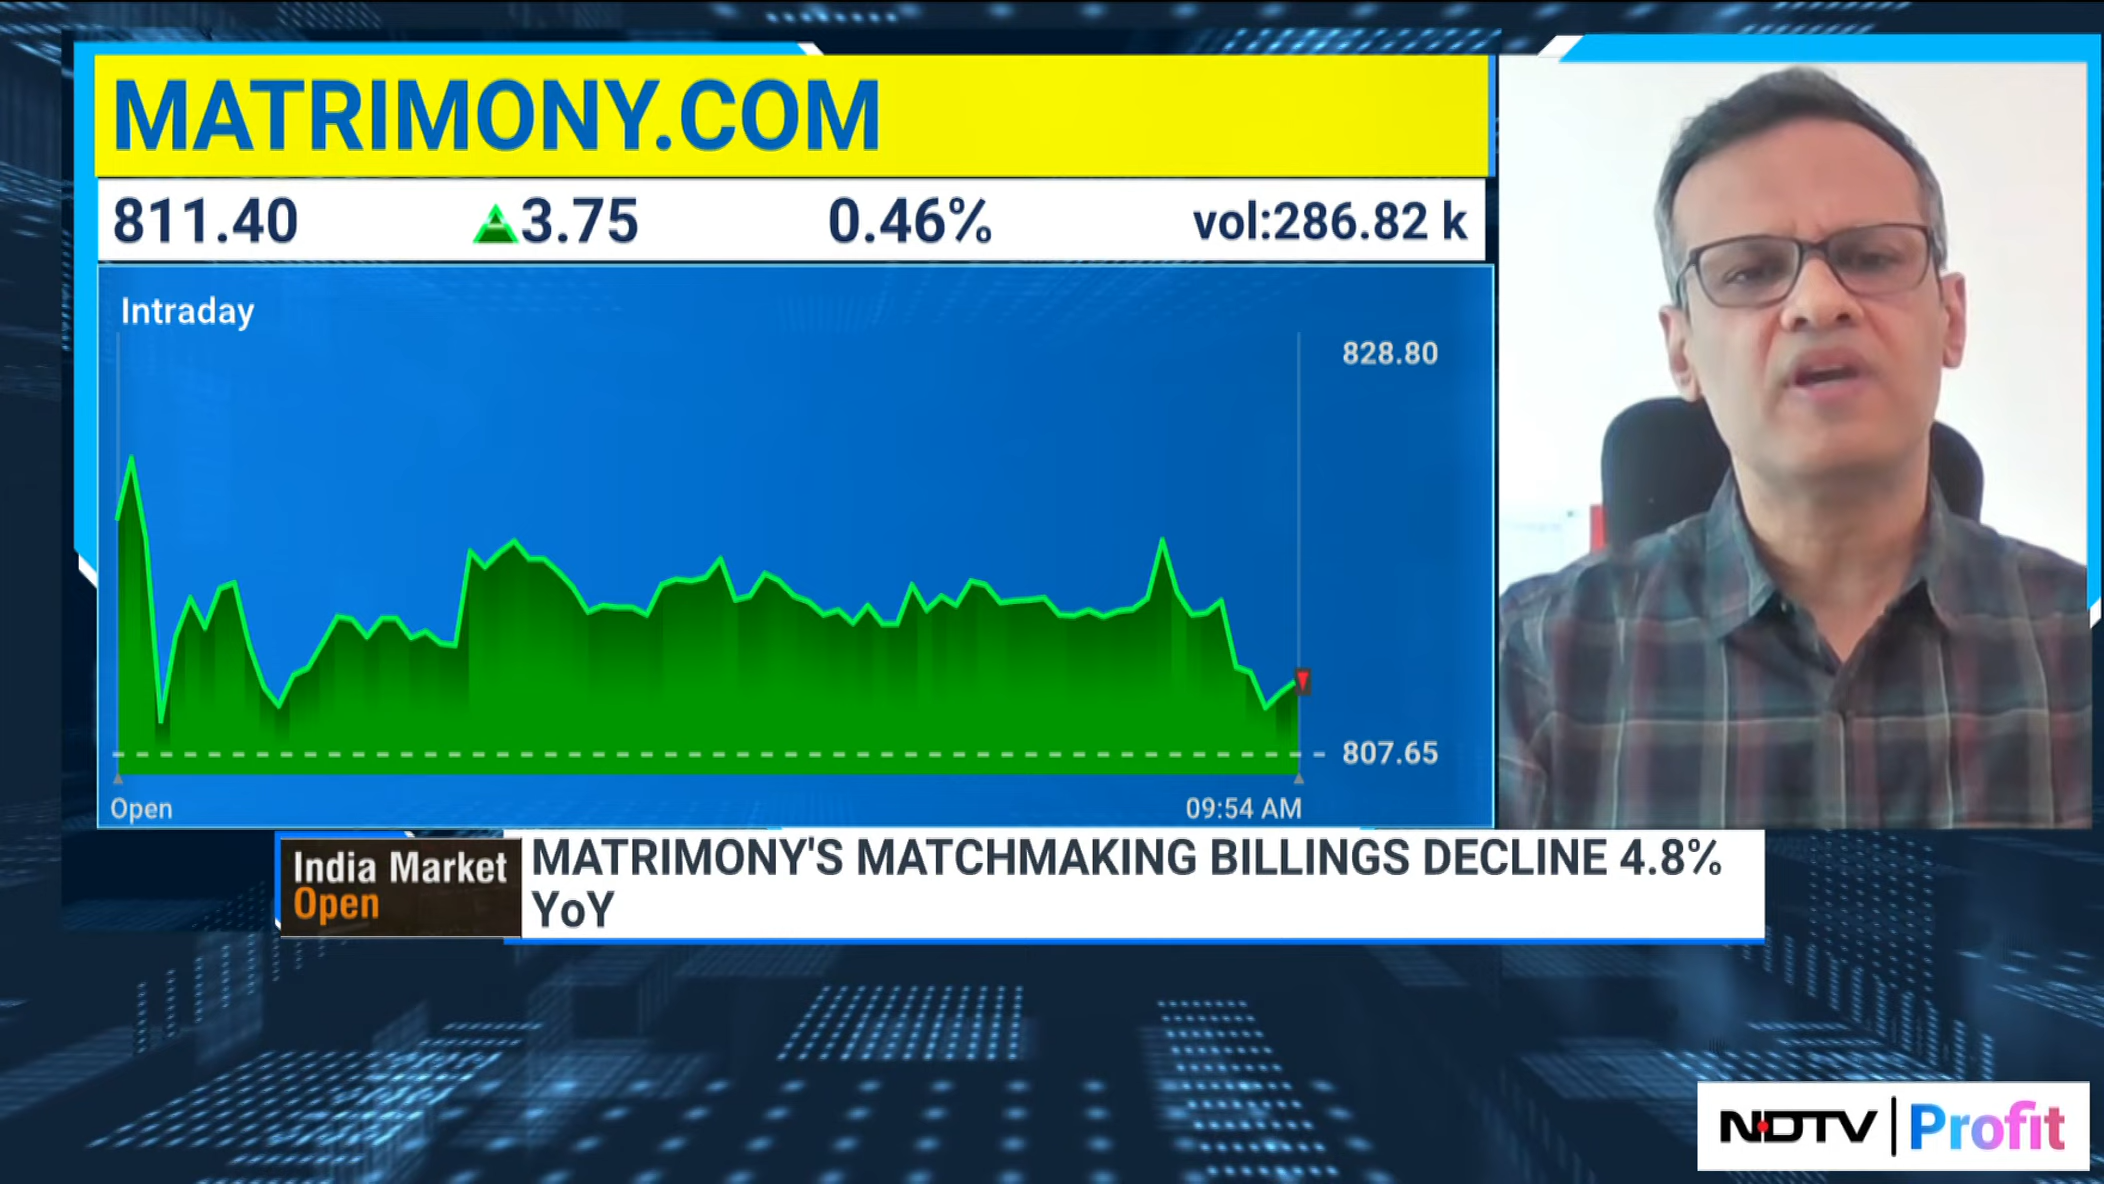 MATRIMONY.COM
811.40 3.75 0.46% vol:286.82 k
Intraday
828.80
807.65
Open 09:54 AM
India Market
Open
MATRIMONY'S MATCHMAKING BILLINGS DECLINE 4.8%
YoY
NDTV Profit